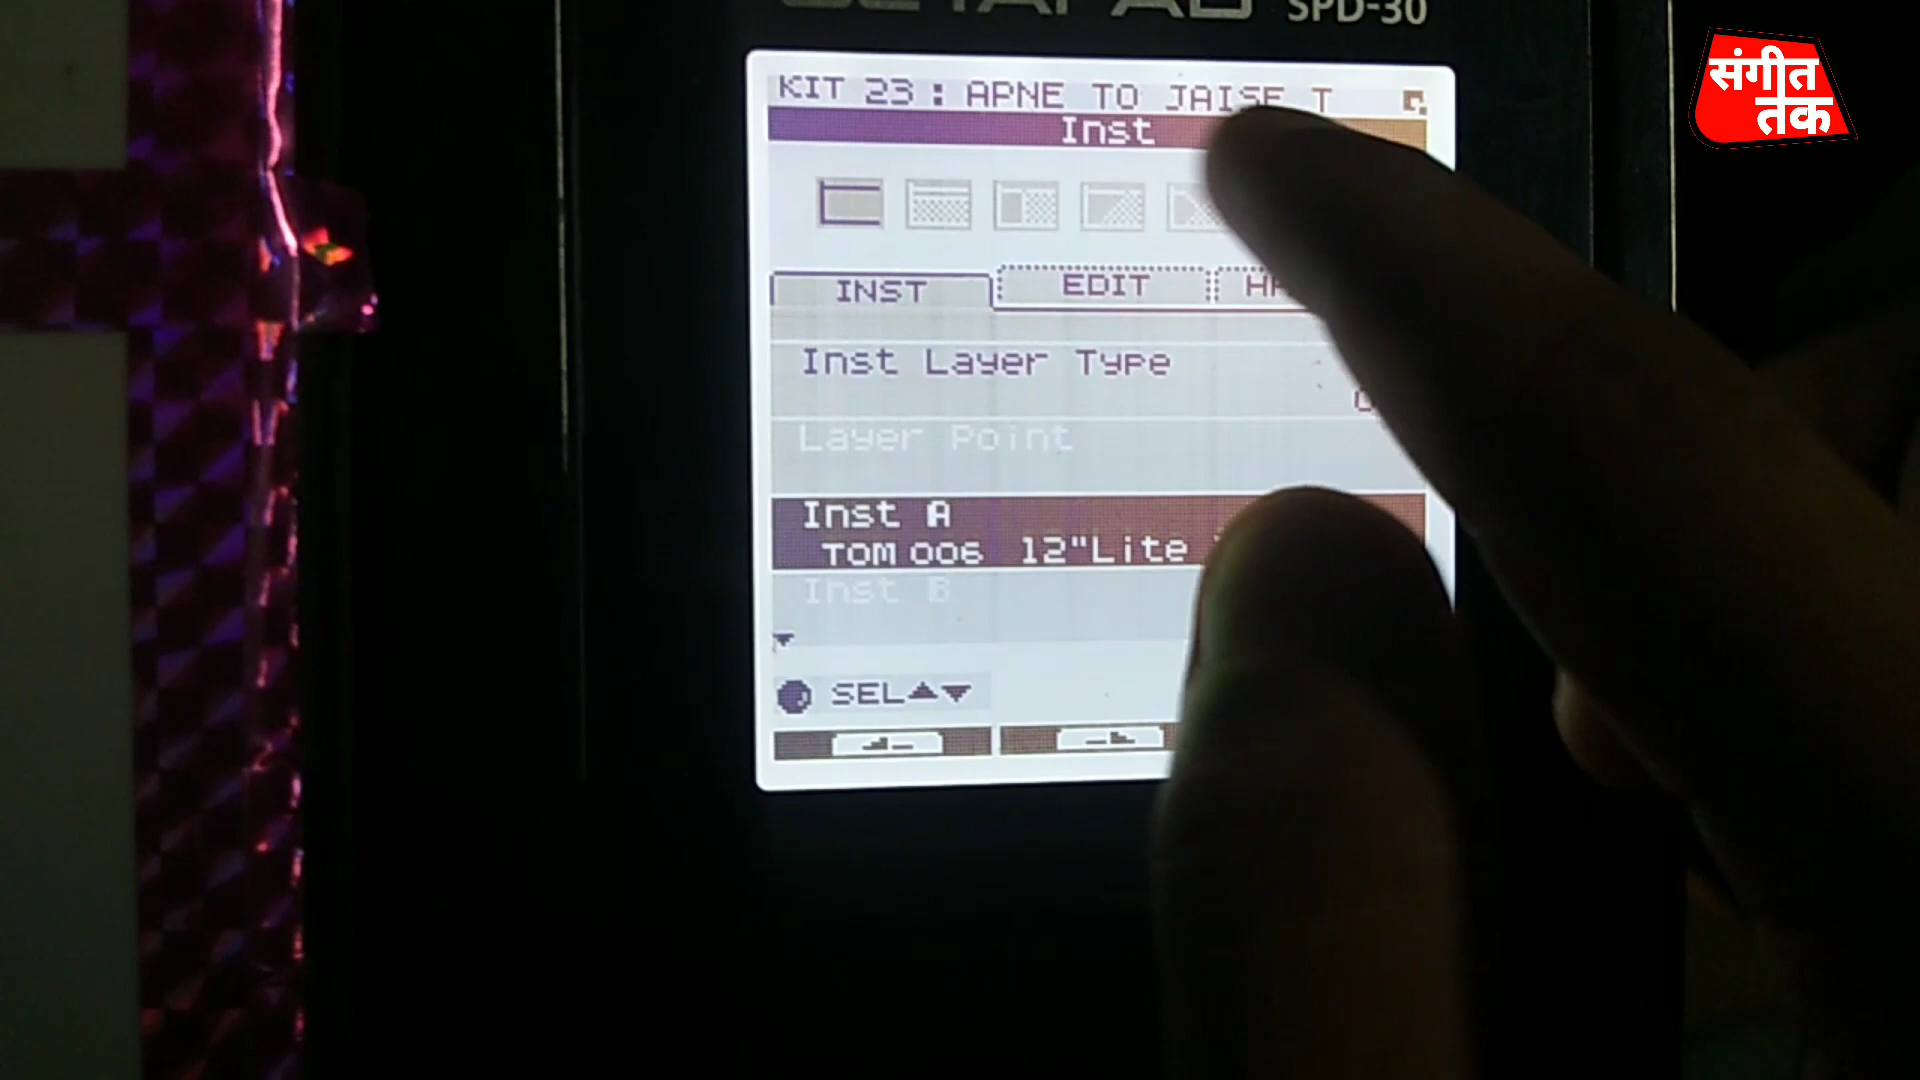 SPD-30
संगीत
तक
KIT 23 : APNE TO JAISE T
Inst
INST EDIT
Inst Layer Type
Layer Point
Inst A
TOM 006 12"Lite
Inst B
SEL▲▼